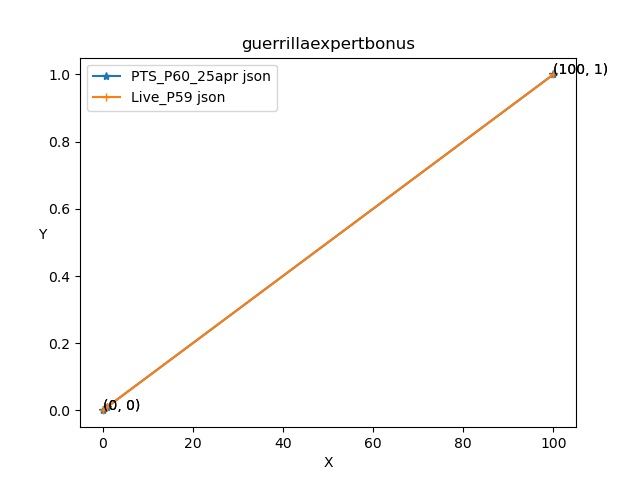 guerrillaexpertbonus
PTS_P60_25apr json
Live_P59 json
(100, 1)
1.0
0.8
0.6
Y
0.4
0.2
0.0
(0, 0)
0 20 40 60 80 100
X